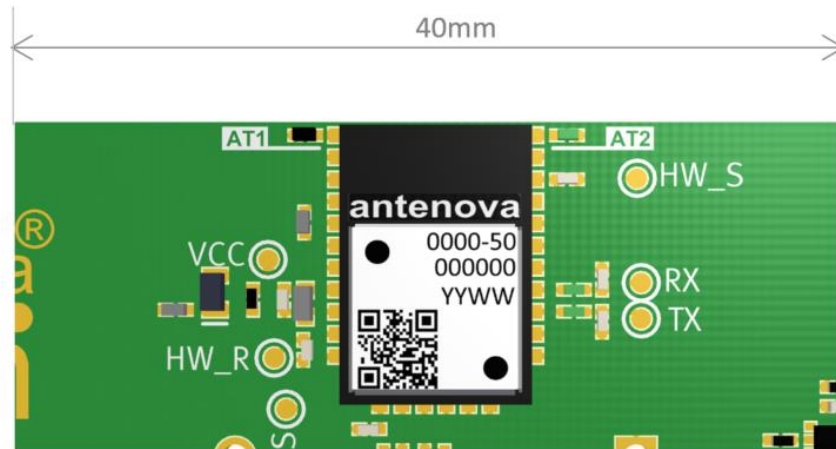 40mm
AT1
AT2
HW_S
antenova
®
a
VCC
0000-50
000000
YYWW
RX
TX
HW_R
S